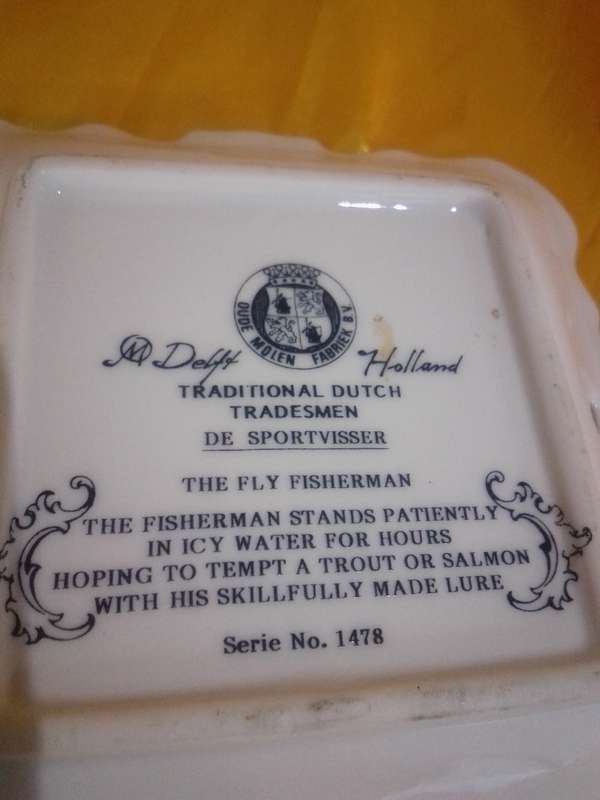 OUDE MOLEN FABRIEK B.V
Delft Holland
TRADITIONAL DUTCH
TRADESMEN
DE SPORTVISSER
THE FLY FISHERMAN
THE FISHERMAN STANDS PATIENTLY
IN ICY WATER FOR HOURS
HOPING TO TEMPT A TROUT OR SALMON
WITH HIS SKILLFULLY MADE LURE
Serie No. 1478